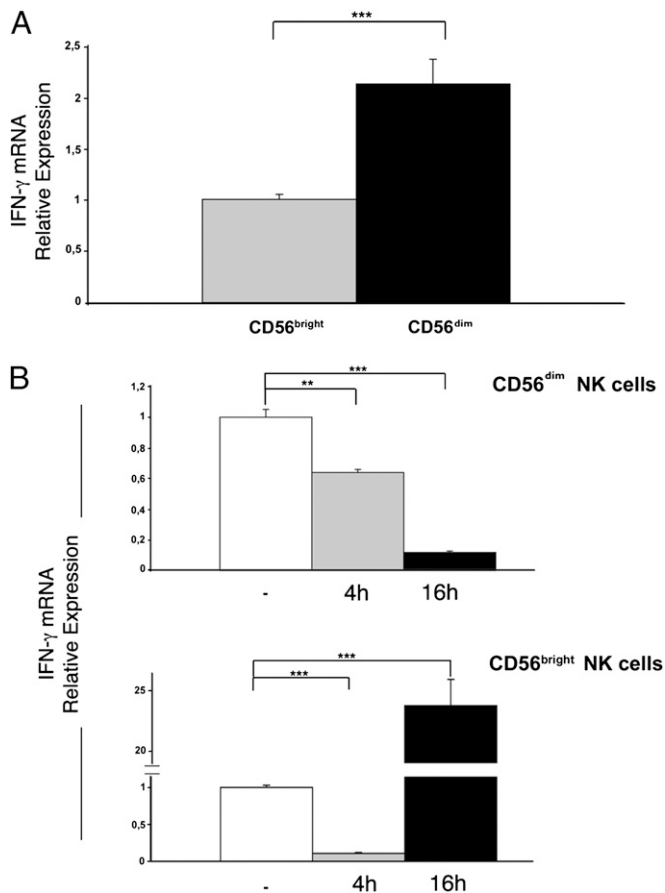 A
***
2,5
2
1,5
1
0,5
0
IFN-γ mRNA
Relative Expression
CD56bright
CD56dim
B
***
**
CD56dim NK cells
1,2
1
0,8
0,6
0,4
0,2
0
- 4h 16h
IFN-γ mRNA
Relative Expression
***
***
CD56bright NK cells
25
20
1
0,5
0
- 4h 16h